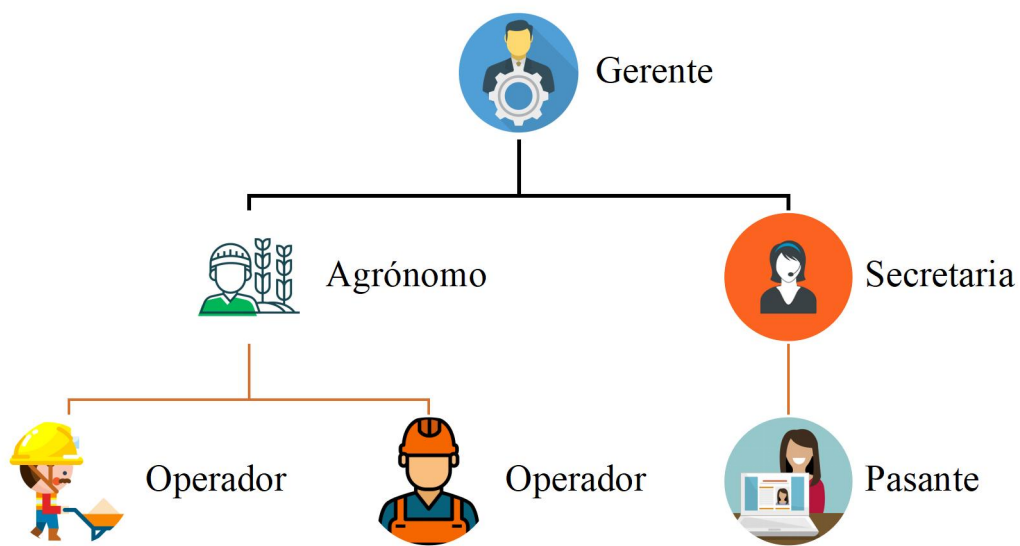 Gerente
Agrónomo
Secretaria
Operador
Operador
Pasante